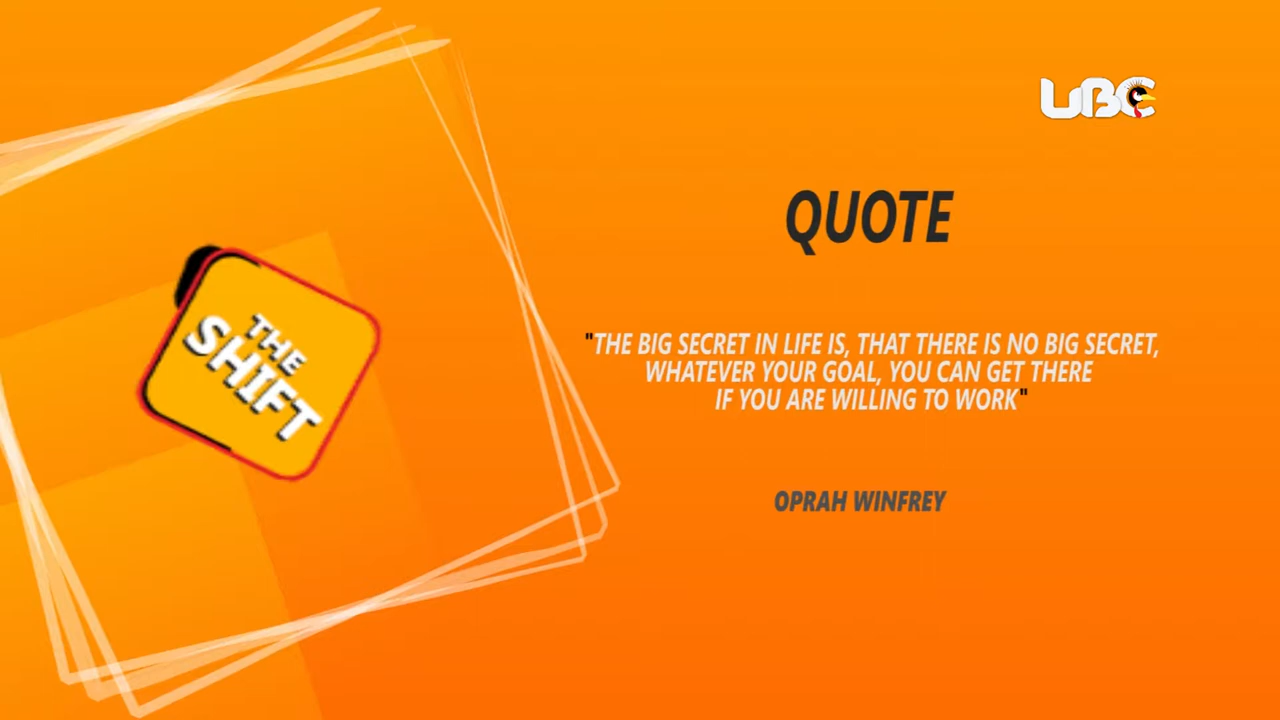 UBC
QUOTE
THE
SHIFT
"THE BIG SECRET IN LIFE IS, THAT THERE IS NO BIG SECRET,
WHATEVER YOUR GOAL, YOU CAN GET THERE
IF YOU ARE WILLING TO WORK"
OPRAH WINFREY